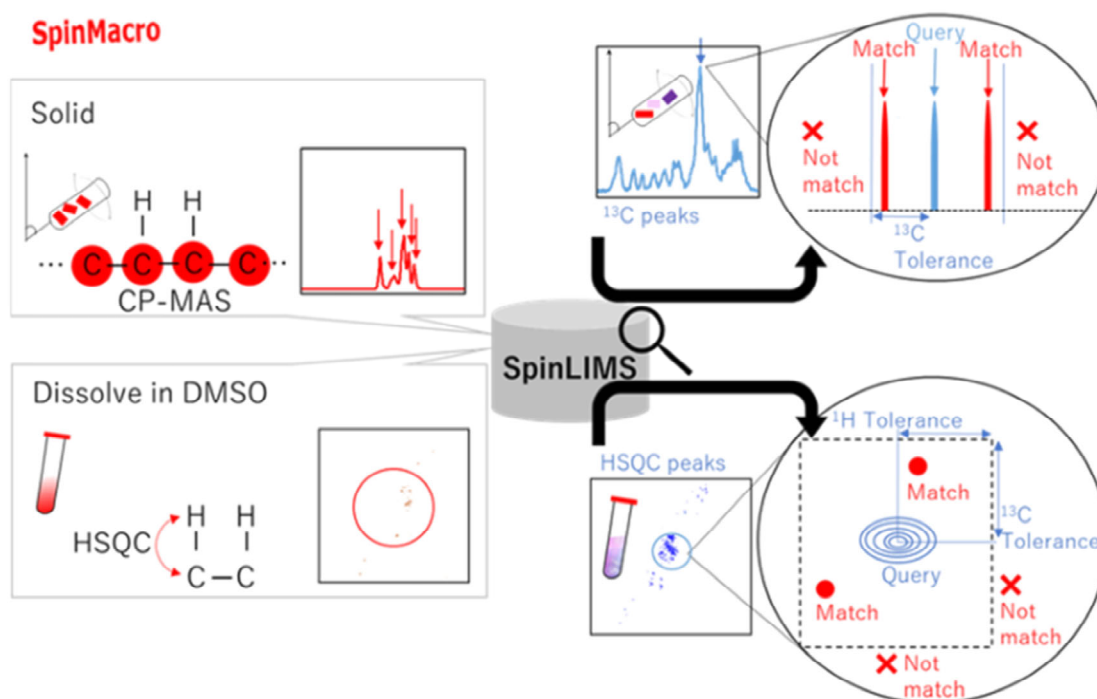 SpinMacro
Solid
H H
··· C–C–C–C ···
CP-MAS
Dissolve in DMSO
H H
HSQC
C–C
SpinLIMS
¹³C peaks
Query
Match Match
Not
match
Not
match
¹³C
Tolerance
HSQC peaks
¹H Tolerance
Match
¹³C
Tolerance
Query
Match
Not
match
Not
match